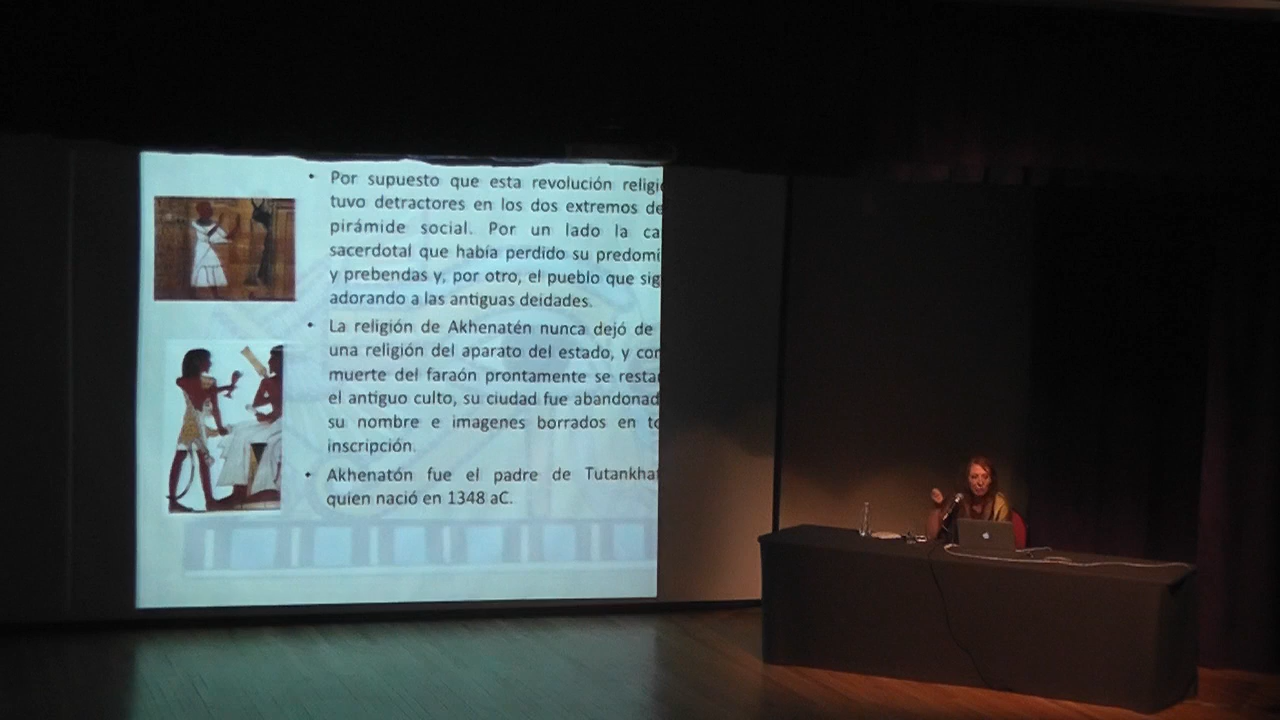 • Por supuesto que esta revolución religi
tuvo detractores en los dos extremos de
pirámide social. Por un lado la ca
sacerdotal que había perdido su predomi
y prebendas y, por otro, el pueblo que sig
adorando a las antiguas deidades.
• La religión de Akhenatén nunca dejó de
una religión del aparato del estado, y con
muerte del faraón prontamente se resta
el antiguo culto, su ciudad fue abandonad
su nombre e imagenes borrados en to
inscripción.
• Akhenatón fue el padre de Tutankha
quien nació en 1348 aC.